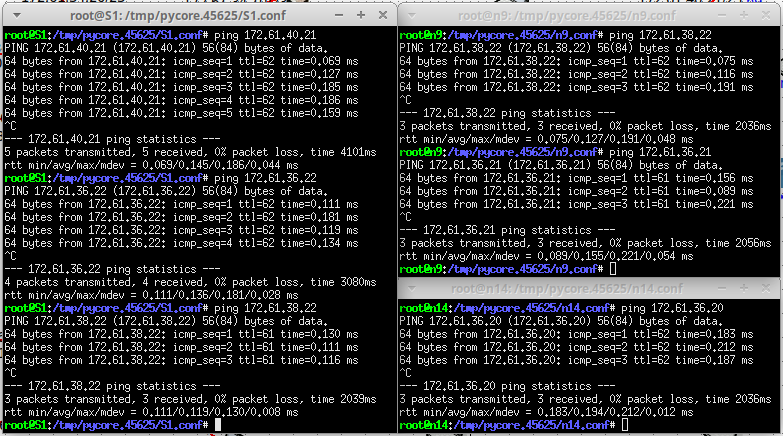 root@S1: /tmp/pycore.45625/S1.conf
root@S1:/tmp/pycore.45625/S1.conf# ping 172.61.40.21
PING 172.61.40.21 (172.61.40.21) 56(84) bytes of data.
64 bytes from 172.61.40.21: icmp_seq=1 ttl=62 time=0.069 ms
64 bytes from 172.61.40.21: icmp_seq=2 ttl=62 time=0.127 ms
64 bytes from 172.61.40.21: icmp_seq=3 ttl=62 time=0.185 ms
64 bytes from 172.61.40.21: icmp_seq=4 ttl=62 time=0.186 ms
64 bytes from 172.61.40.21: icmp_seq=5 ttl=62 time=0.159 ms
^C
--- 172.61.40.21 ping statistics ---
5 packets transmitted, 5 received, 0% packet loss, time 4101ms
rtt min/avg/max/mdev = 0.069/0.145/0.186/0.044 ms
root@S1:/tmp/pycore.45625/S1.conf# ping 172.61.36.22
PING 172.61.36.22 (172.61.36.22) 56(84) bytes of data.
64 bytes from 172.61.36.22: icmp_seq=1 ttl=62 time=0.111 ms
64 bytes from 172.61.36.22: icmp_seq=2 ttl=62 time=0.181 ms
64 bytes from 172.61.36.22: icmp_seq=3 ttl=62 time=0.119 ms
64 bytes from 172.61.36.22: icmp_seq=4 ttl=62 time=0.134 ms
^C
--- 172.61.36.22 ping statistics ---
4 packets transmitted, 4 received, 0% packet loss, time 3080ms
rtt min/avg/max/mdev = 0.111/0.136/0.181/0.028 ms
root@S1:/tmp/pycore.45625/S1.conf# ping 172.61.38.22
PING 172.61.38.22 (172.61.38.22) 56(84) bytes of data.
64 bytes from 172.61.38.22: icmp_seq=1 ttl=61 time=0.130 ms
64 bytes from 172.61.38.22: icmp_seq=2 ttl=61 time=0.111 ms
64 bytes from 172.61.38.22: icmp_seq=3 ttl=61 time=0.116 ms
^C
--- 172.61.38.22 ping statistics ---
3 packets transmitted, 3 received, 0% packet loss, time 2039ms
rtt min/avg/max/mdev = 0.111/0.119/0.130/0.008 ms
root@S1:/tmp/pycore.45625/S1.conf#
root@n9: /tmp/pycore.45625/n9.conf
root@n9:/tmp/pycore.45625/n9.conf# ping 172.61.38.22
PING 172.61.38.22 (172.61.38.22) 56(84) bytes of data.
64 bytes from 172.61.38.22: icmp_seq=1 ttl=62 time=0.075 ms
64 bytes from 172.61.38.22: icmp_seq=2 ttl=62 time=0.116 ms
64 bytes from 172.61.38.22: icmp_seq=3 ttl=62 time=0.191 ms
^C
--- 172.61.38.22 ping statistics ---
3 packets transmitted, 3 received, 0% packet loss, time 2036ms
rtt min/avg/max/mdev = 0.075/0.127/0.191/0.048 ms
root@n9:/tmp/pycore.45625/n9.conf# ping 172.61.36.21
PING 172.61.36.21 (172.61.36.21) 56(84) bytes of data.
64 bytes from 172.61.36.21: icmp_seq=1 ttl=61 time=0.156 ms
64 bytes from 172.61.36.21: icmp_seq=2 ttl=61 time=0.089 ms
64 bytes from 172.61.36.21: icmp_seq=3 ttl=61 time=0.221 ms
^C
--- 172.61.36.21 ping statistics ---
3 packets transmitted, 3 received, 0% packet loss, time 2056ms
rtt min/avg/max/mdev = 0.089/0.155/0.221/0.054 ms
root@n9:/tmp/pycore.45625/n9.conf#
root@n14: /tmp/pycore.45625/n14.conf
root@n14:/tmp/pycore.45625/n14.conf# ping 172.61.36.20
PING 172.61.36.20 (172.61.36.20) 56(84) bytes of data.
64 bytes from 172.61.36.20: icmp_seq=1 ttl=62 time=0.183 ms
64 bytes from 172.61.36.20: icmp_seq=2 ttl=62 time=0.212 ms
64 bytes from 172.61.36.20: icmp_seq=3 ttl=62 time=0.187 ms
^C
--- 172.61.36.20 ping statistics ---
3 packets transmitted, 3 received, 0% packet loss, time 2036ms
rtt min/avg/max/mdev = 0.183/0.194/0.212/0.012 ms
root@n14:/tmp/pycore.45625/n14.conf#